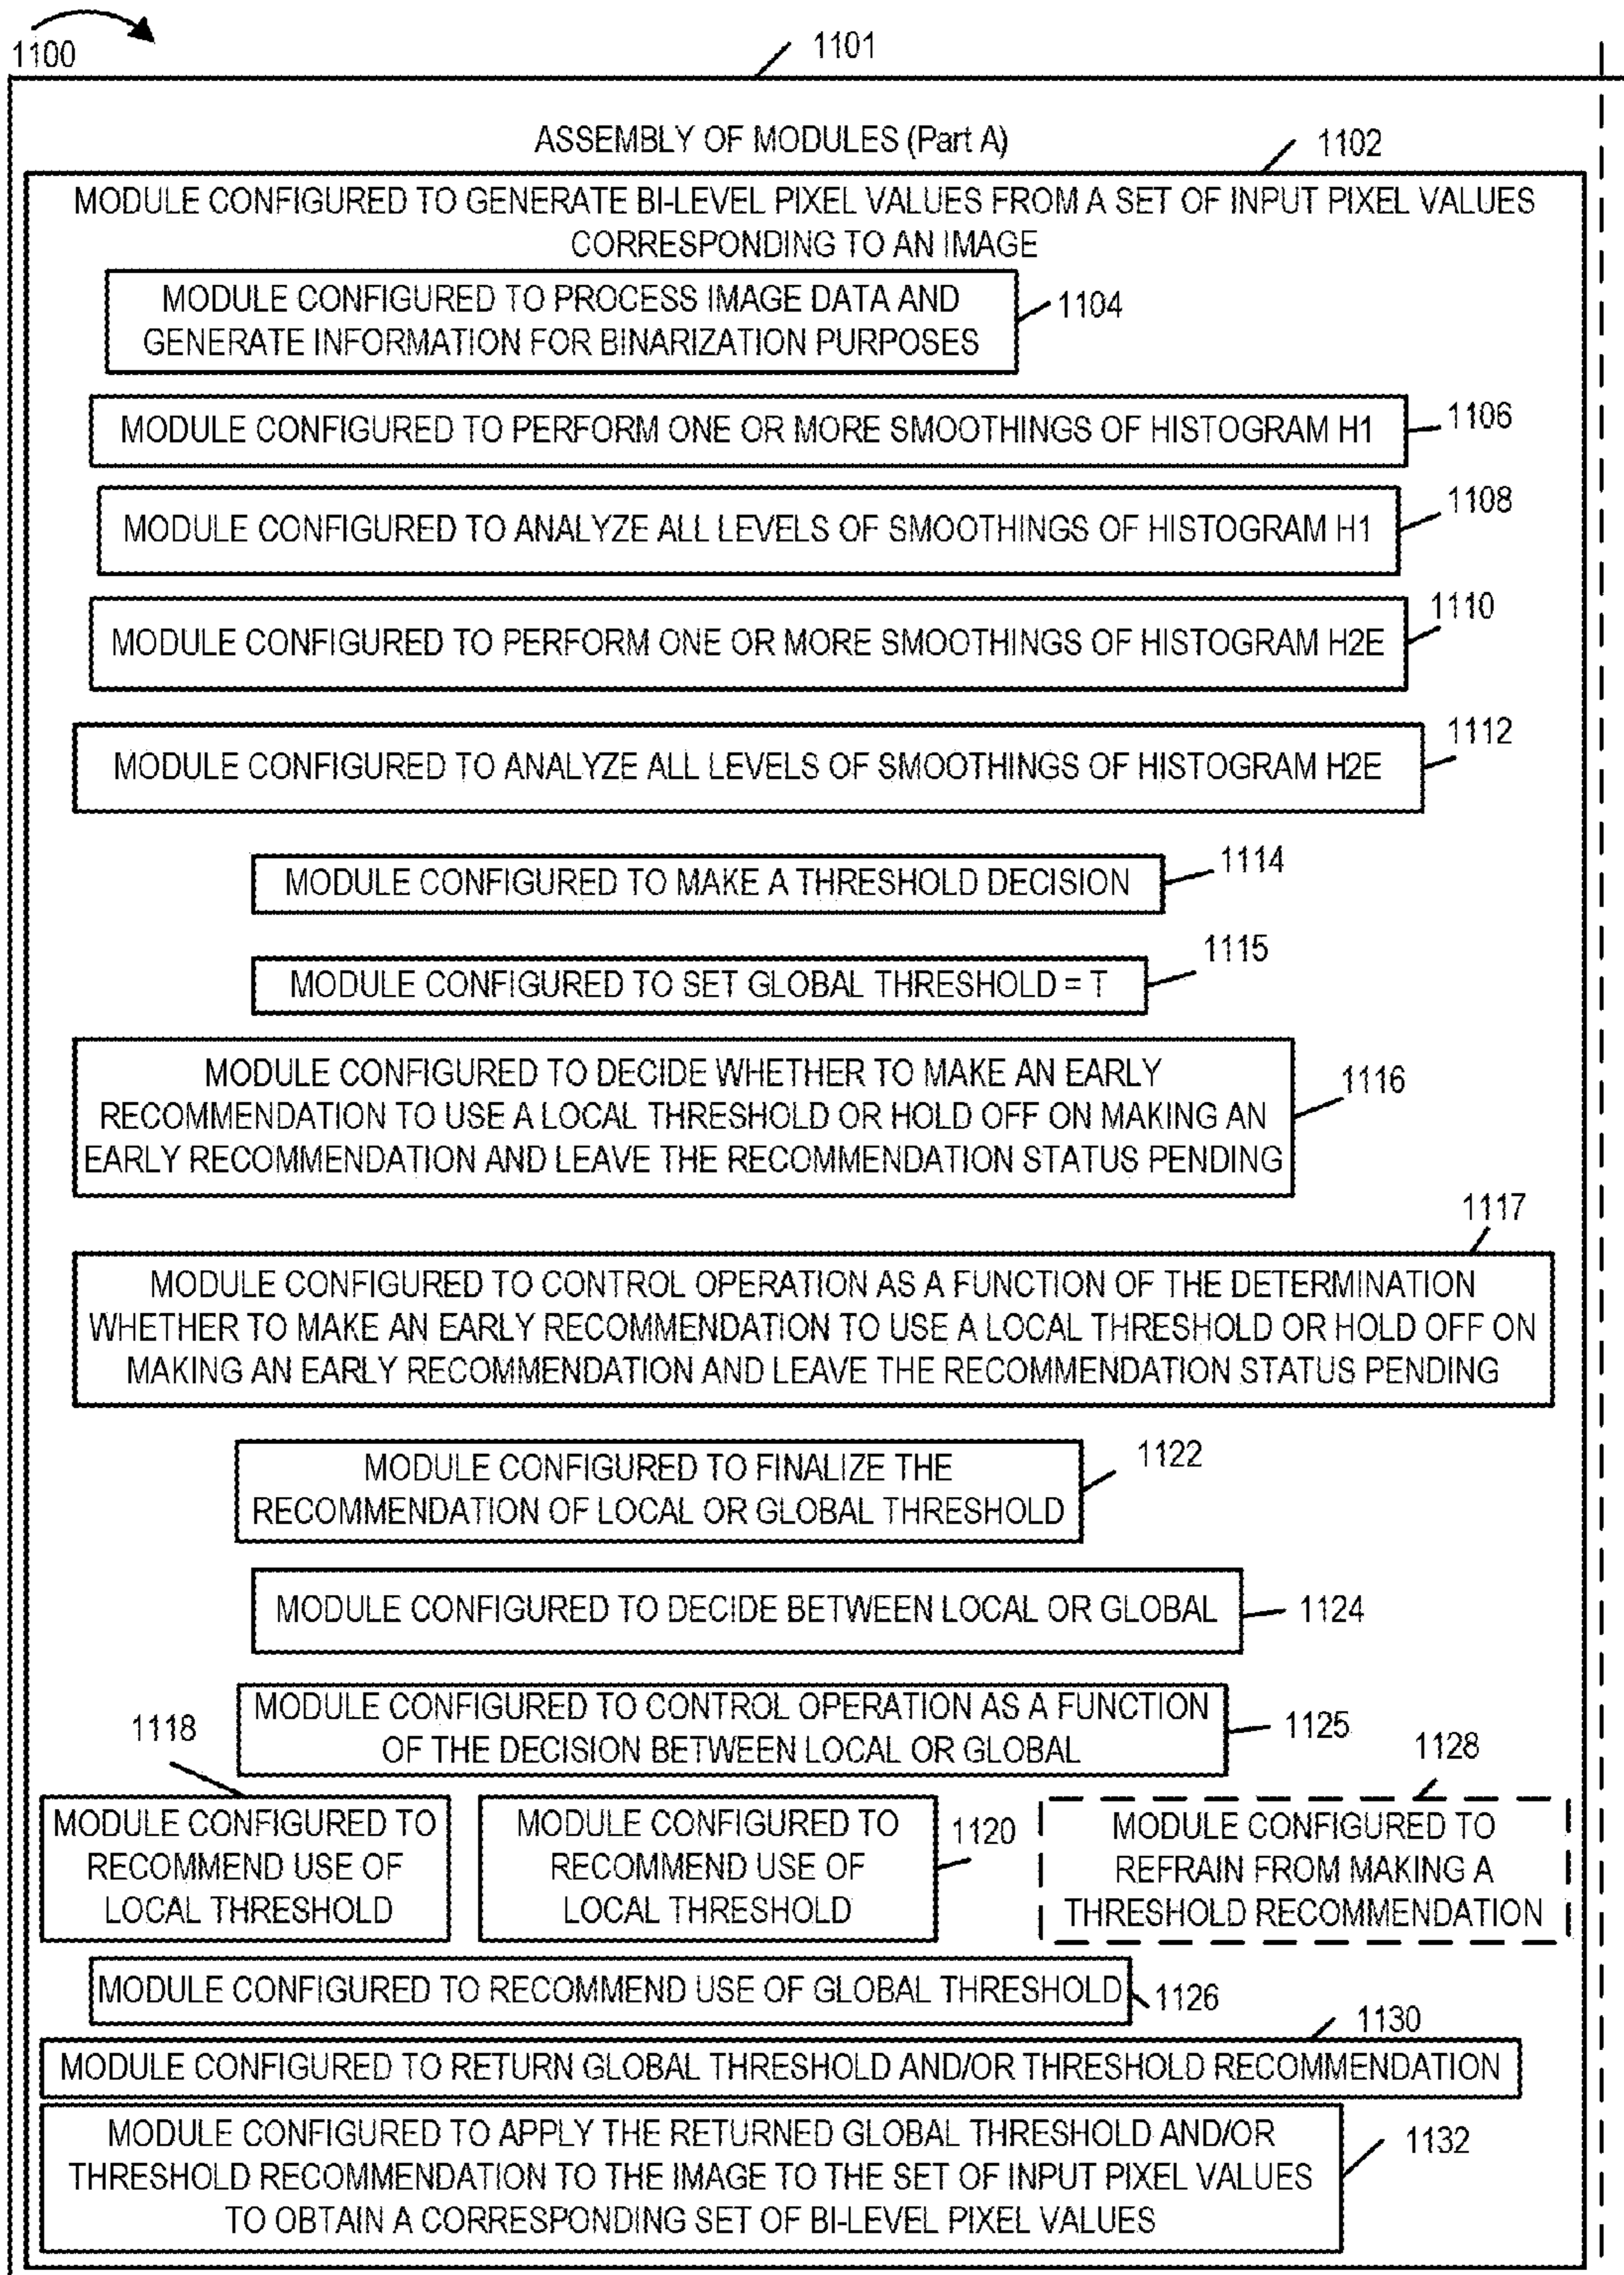 1100
1101
ASSEMBLY OF MODULES (Part A)
1102
MODULE CONFIGURED TO GENERATE BI-LEVEL PIXEL VALUES FROM A SET OF INPUT PIXEL VALUES
CORRESPONDING TO AN IMAGE
MODULE CONFIGURED TO PROCESS IMAGE DATA AND
GENERATE INFORMATION FOR BINARIZATION PURPOSES
1104
MODULE CONFIGURED TO PERFORM ONE OR MORE SMOOTHINGS OF HISTOGRAM H1
1106
MODULE CONFIGURED TO ANALYZE ALL LEVELS OF SMOOTHINGS OF HISTOGRAM H1
1108
MODULE CONFIGURED TO PERFORM ONE OR MORE SMOOTHINGS OF HISTOGRAM H2E
1110
MODULE CONFIGURED TO ANALYZE ALL LEVELS OF SMOOTHINGS OF HISTOGRAM H2E
1112
MODULE CONFIGURED TO MAKE A THRESHOLD DECISION
1114
MODULE CONFIGURED TO SET GLOBAL THRESHOLD = T
1115
MODULE CONFIGURED TO DECIDE WHETHER TO MAKE AN EARLY
RECOMMENDATION TO USE A LOCAL THRESHOLD OR HOLD OFF ON MAKING AN
EARLY RECOMMENDATION AND LEAVE THE RECOMMENDATION STATUS PENDING
1116
1117
MODULE CONFIGURED TO CONTROL OPERATION AS A FUNCTION OF THE DETERMINATION
WHETHER TO MAKE AN EARLY RECOMMENDATION TO USE A LOCAL THRESHOLD OR HOLD OFF ON
MAKING AN EARLY RECOMMENDATION AND LEAVE THE RECOMMENDATION STATUS PENDING
MODULE CONFIGURED TO FINALIZE THE
RECOMMENDATION OF LOCAL OR GLOBAL THRESHOLD
1122
MODULE CONFIGURED TO DECIDE BETWEEN LOCAL OR GLOBAL
1124
MODULE CONFIGURED TO CONTROL OPERATION AS A FUNCTION
OF THE DECISION BETWEEN LOCAL OR GLOBAL
1125
1118
MODULE CONFIGURED TO
RECOMMEND USE OF
LOCAL THRESHOLD
MODULE CONFIGURED TO
RECOMMEND USE OF
LOCAL THRESHOLD
1120
1128
MODULE CONFIGURED TO
REFRAIN FROM MAKING A
THRESHOLD RECOMMENDATION
MODULE CONFIGURED TO RECOMMEND USE OF GLOBAL THRESHOLD
1126
1130
MODULE CONFIGURED TO RETURN GLOBAL THRESHOLD AND/OR THRESHOLD RECOMMENDATION
MODULE CONFIGURED TO APPLY THE RETURNED GLOBAL THRESHOLD AND/OR
THRESHOLD RECOMMENDATION TO THE IMAGE TO THE SET OF INPUT PIXEL VALUES
TO OBTAIN A CORRESPONDING SET OF BI-LEVEL PIXEL VALUES
1132